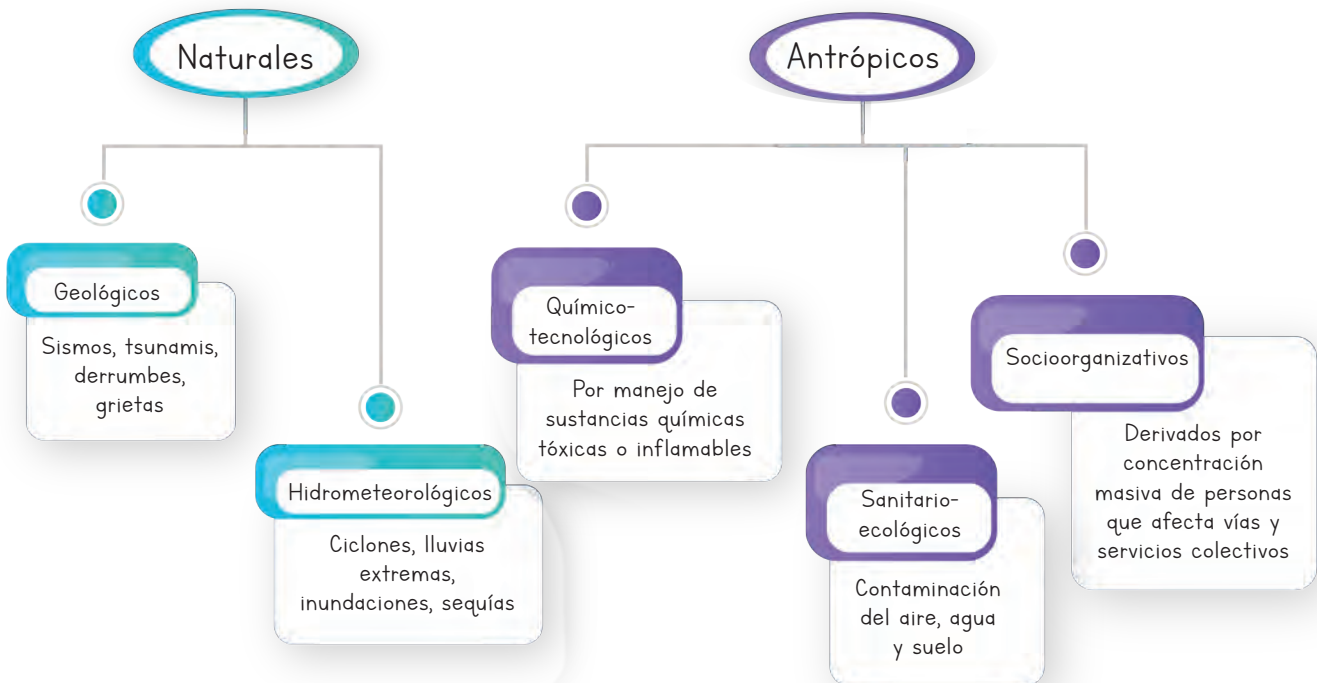 Naturales
Geológicos
Sismos, tsunamis,
derrumbes,
grietas
Hidrometeorológicos
Ciclones, lluvias
extremas,
inundaciones, sequías
Antrópicos
Químico-
tecnológicos
Por manejo de
sustancias químicas
tóxicas o inflamables
Sanitario-
ecológicos
Contaminación
del aire, agua
y suelo
Socioorganizativos
Derivados por
concentración
masiva de personas
que afecta vías y
servicios colectivos